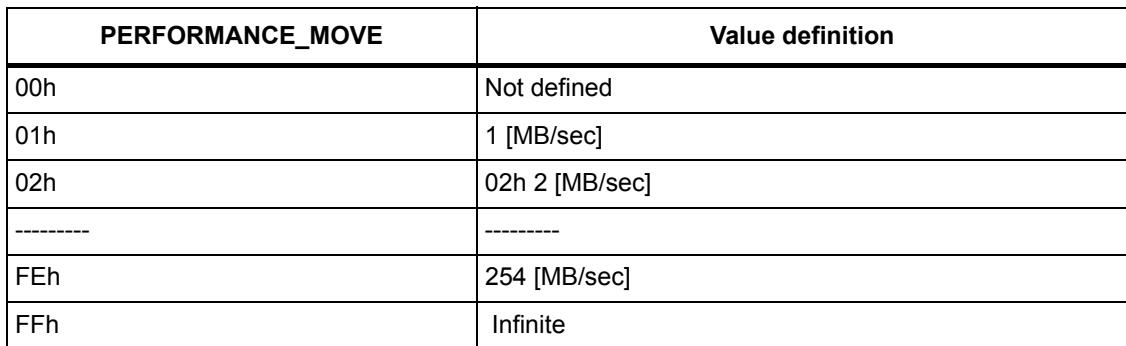 PERFORMANCE_MOVE Value definition
00h Not defined
01h 1 [MB/sec]
02h 02h 2 [MB/sec]
--------- ---------
FEh 254 [MB/sec]
FFh Infinite